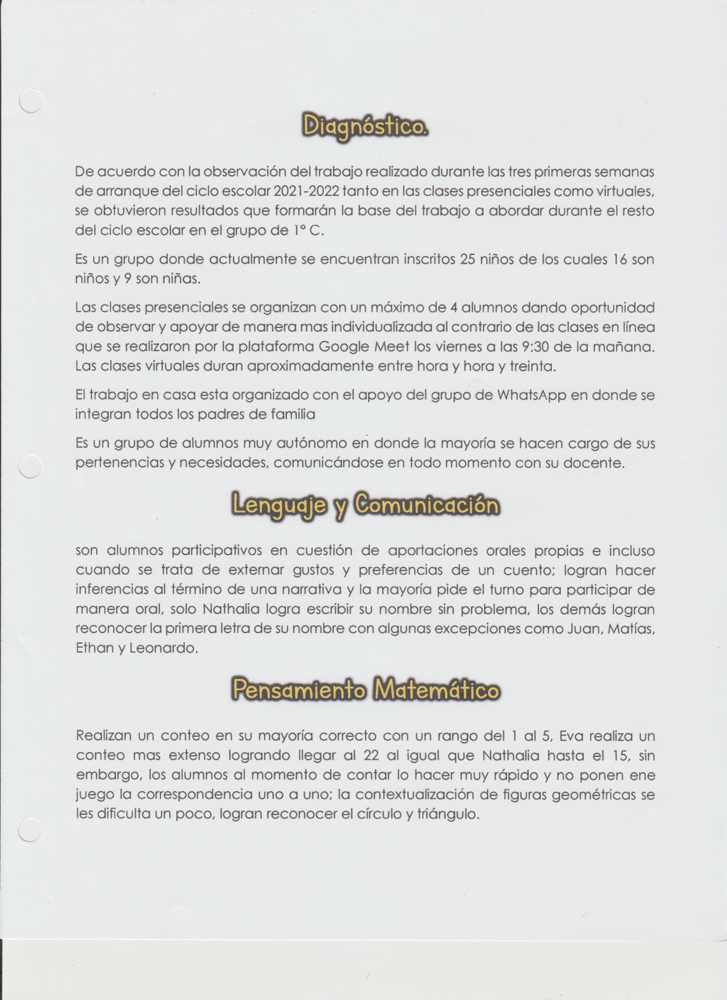 Diagnóstico.
De acuerdo con la observación del trabajo realizado durante las tres primeras semanas
de arranque del ciclo escolar 2021-2022 tanto en las clases presenciales como virtuales,
se obtuvieron resultados que formarán la base del trabajo a abordar durante el resto
del ciclo escolar en el grupo de 1° C.
Es un grupo donde actualmente se encuentran inscritos 25 niños de los cuales 16 son
niños y 9 son niñas.
Las clases presenciales se organizan con un máximo de 4 alumnos dando oportunidad
de observar y apoyar de manera mas individualizada al contrario de las clases en línea
que se realizaron por la plataforma Google Meet los viernes a las 9:30 de la mañana.
Las clases virtuales duran aproximadamente entre hora y hora y treinta.
El trabajo en casa esta organizado con el apoyo del grupo de WhatsApp en donde se
integran todos los padres de familia
Es un grupo de alumnos muy autónomo en donde la mayoría se hacen cargo de sus
pertenencias y necesidades, comunicándose en todo momento con su docente.
Lenguaje y Comunicación
son alumnos participativos en cuestión de aportaciones orales propias e incluso
cuando se trata de externar gustos y preferencias de un cuento; logran hacer
inferencias al término de una narrativa y la mayoría pide el turno para participar de
manera oral, solo Nathalia logra escribir su nombre sin problema, los demás logran
reconocer la primera letra de su nombre con algunas excepciones como Juan, Matías,
Ethan y Leonardo.
Pensamiento Matemático
Realizan un conteo en su mayoría correcto con un rango del 1 al 5, Eva realiza un
conteo mas extenso logrando llegar al 22 al igual que Nathalia hasta el 15, sin
embargo, los alumnos al momento de contar lo hacer muy rápido y no ponen ene
juego la correspondencia uno a uno; la contextualización de figuras geométricas se
les dificulta un poco, logran reconocer el círculo y triángulo.